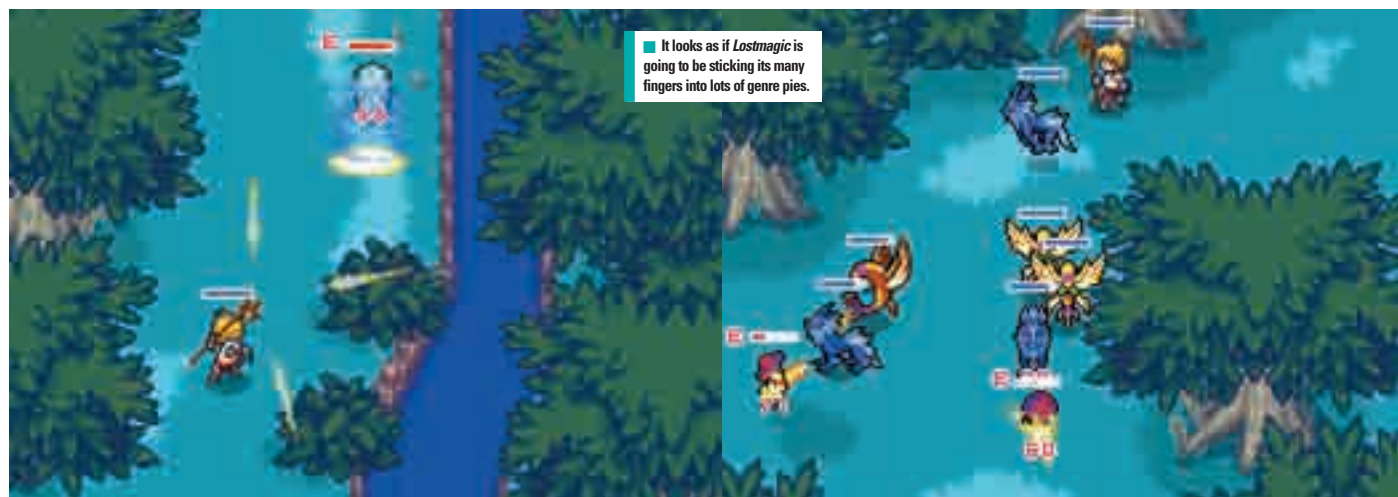 E
It looks as if Lostmagic is
going to be sticking its many
fingers into lots of genre pies.
E
E